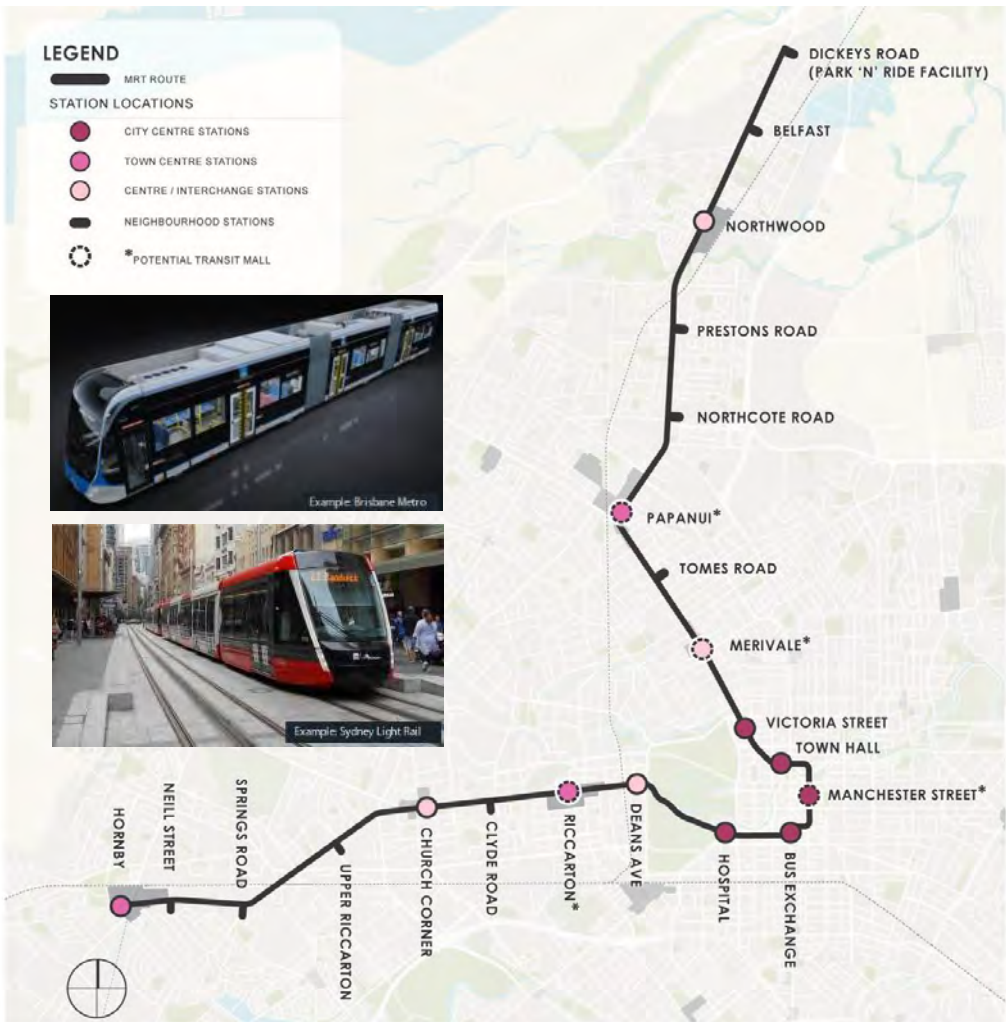 LEGEND
MRT ROUTE
STATION LOCATIONS
CITY CENTRE STATIONS
TOWN CENTRE STATIONS
CENTRE / INTERCHANGE STATIONS
NEIGHBOURHOOD STATIONS
*POTENTIAL TRANSIT MALL
Example: Brisbane Metro
Example: Sydney Light Rail
DICKEYS ROAD
(PARK 'N' RIDE FACILITY)
BELFAST
NORTHWOOD
PRESTONS ROAD
NORTHCOTE ROAD
PAPANUI*
TOMES ROAD
MERIVALE*
VICTORIA STREET
TOWN HALL
MANCHESTER STREET*
BUS EXCHANGE
HOSPITAL
DEANS AVE
RICCARTON*
CLYDE ROAD
CHURCH CORNER
UPPER RICCARTON
SPRINGS ROAD
NEILL STREET
HORNBY